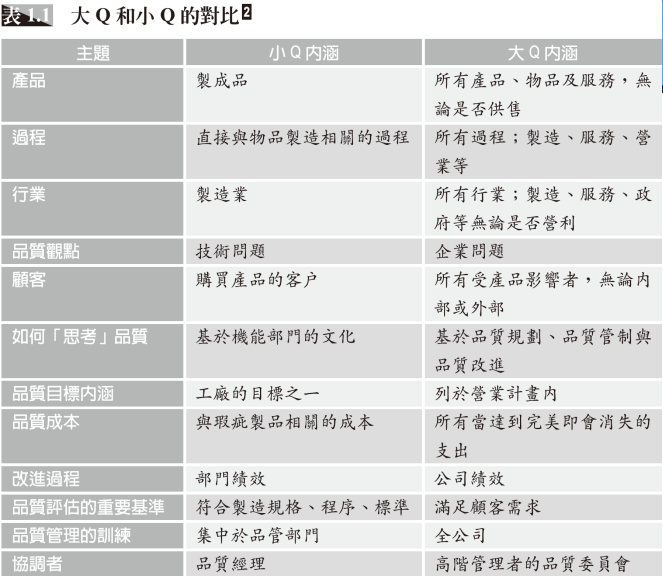 表 1.1 大 Q 和小 Q 的對比2
主題 小 Q 內涵 大 Q 內涵
產品 製成品 所有產品、物品及服務，無
論是否供售
過程 直接與物品製造相關的過程 所有過程；製造、服務、營
業等
行業 製造業 所有行業；製造、服務、政
府等無論是否營利
品質觀點 技術問題 企業問題
顧客 購買產品的客戶 所有受產品影響者，無論內
部或外部
如何「思考」品質 基於機能部門的文化 基於品質規劃、品質管制與
品質改進
品質目標內涵 工廠的目標之一 列於營業計畫內
品質成本 與瑕疵製品相關的成本 所有當達到完美即會消失的
支出
改進過程 部門績效 公司績效
品質評估的重要基準 符合製造規格、程序、標準 滿足顧客需求
品質管理的訓練 集中於品管部門 全公司
協調者 品質經理 高階管理者的品質委員會